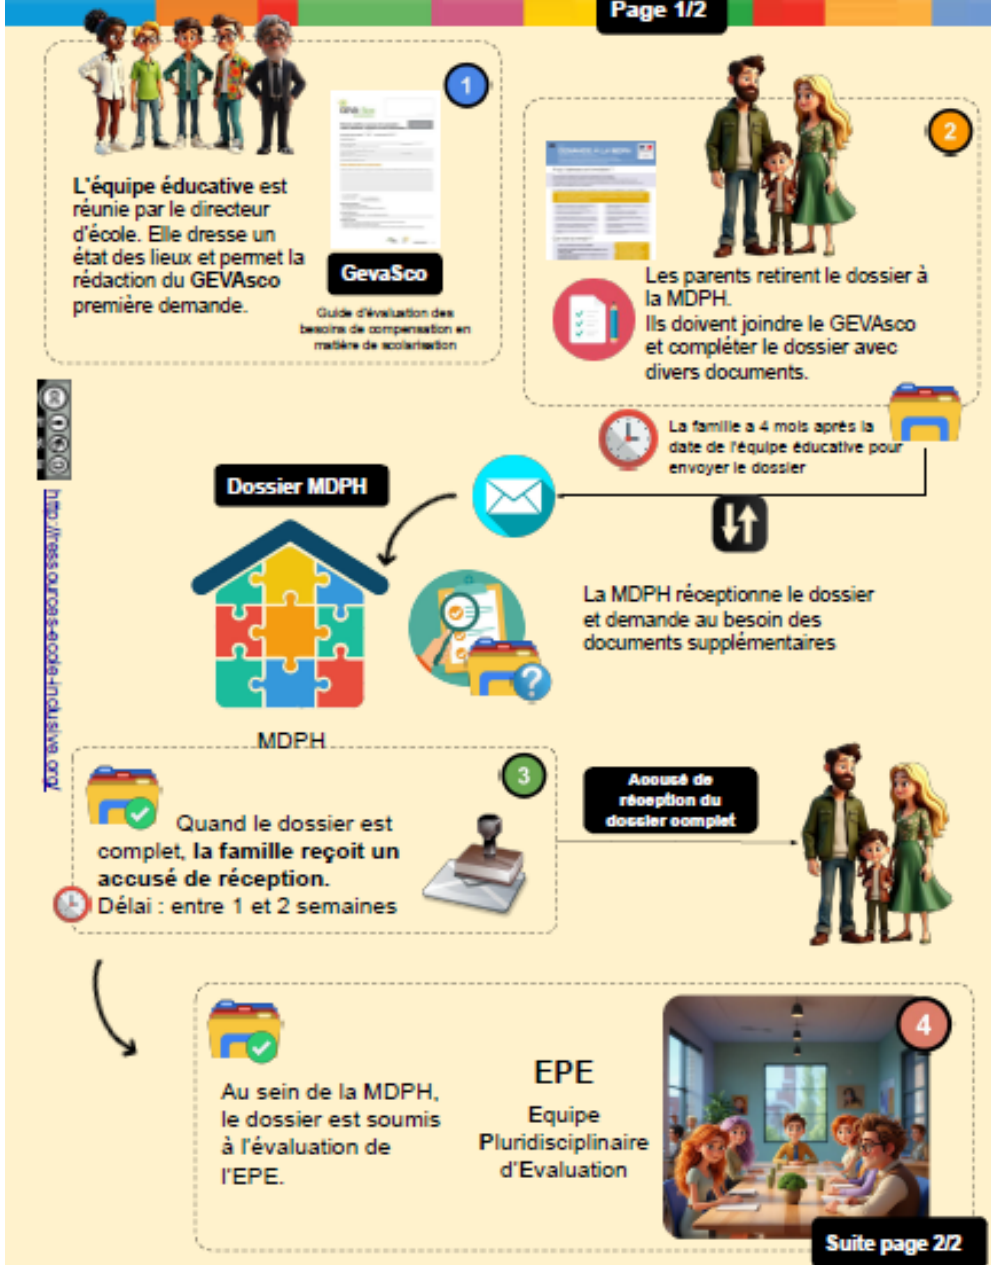 Page 1/2
1
L'équipe éducative est
réunie par le directeur
d'école. Elle dresse un
état des lieux et permet la
rédaction du GEVAsco
première demande.
GevaSco
Guide d'évaluation des
besoins de compensation en
matière de scolarisation
2
DEMANDE À LA MDPH
Les parents retirent le dossier à
la MDPH.
Ils doivent joindre le GEVAsco
et compléter le dossier avec
divers documents.
La famille a 4 mois après la
date de l'équipe éducative pour
envoyer le dossier
Dossier MDPH
La MDPH réceptionne le dossier
et demande au besoin des
documents supplémentaires
MDPH
http://ressources-ecole-inclusive.org/
3
Quand le dossier est
complet, la famille reçoit un
accusé de réception.
Délai : entre 1 et 2 semaines
Accusé de
réception du
dossier complet
4
Au sein de la MDPH,
le dossier est soumis
à l'évaluation de
l'EPE.
EPE
Equipe
Pluridisciplinaire
d'Evaluation
Suite page 2/2